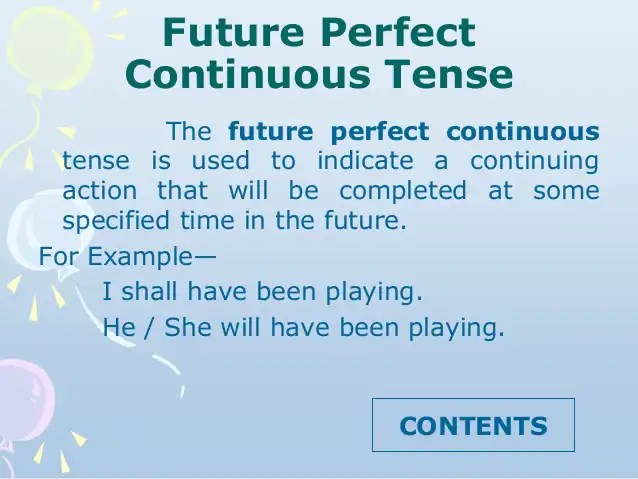 Future Perfect
Continuous Tense
The future perfect continuous
tense is used to indicate a continuing
action that will be completed at some
specified time in the future.
For Example—
I shall have been playing.
He / She will have been playing.
CONTENTS